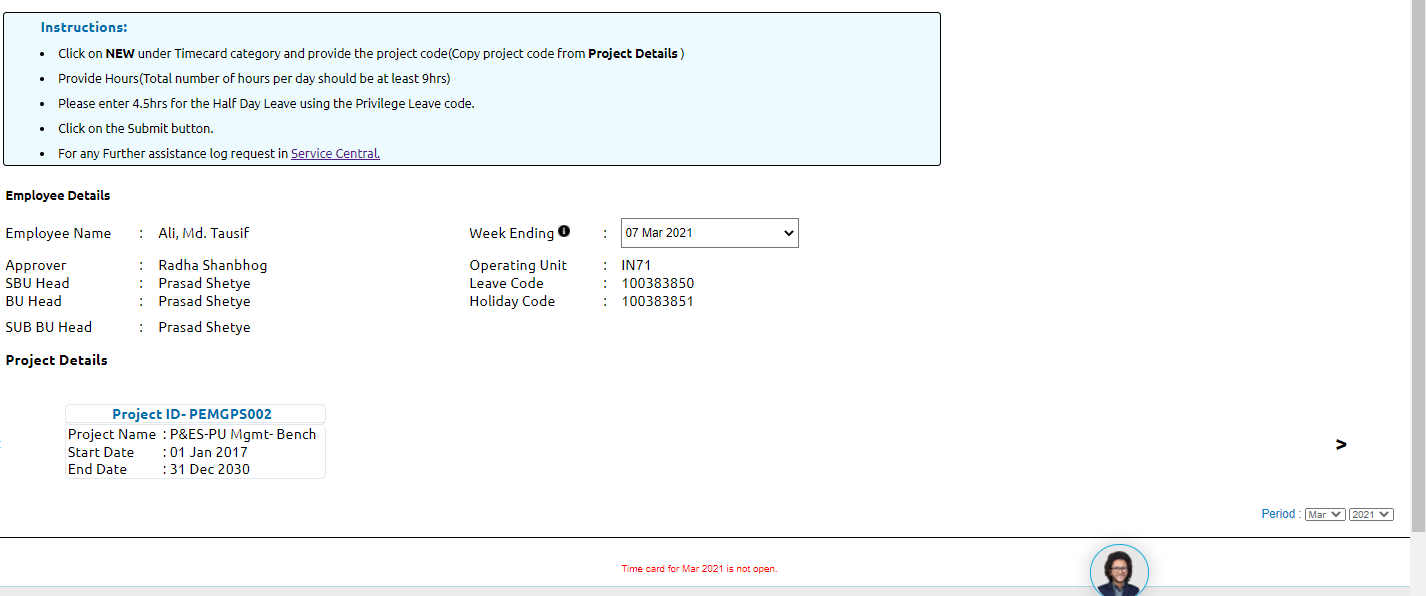 Instructions:
• Click on NEW under Timecard category and provide the project code(Copy project code from Project Details )
• Provide Hours(Total number of hours per day should be at least 9hrs)
• Please enter 4.5hrs for the Half Day Leave using the Privilege Leave code.
• Click on the Submit button.
• For any Further assistance log request in Service Central.
Employee Details
Employee Name : Ali, Md. Tausif Week Ending i : 07 Mar 2021
Approver : Radha Shanbhog Operating Unit : IN71
SBU Head : Prasad Shetye Leave Code : 100383850
BU Head : Prasad Shetye Holiday Code : 100383851
SUB BU Head : Prasad Shetye
Project Details
Project ID- PEMGPS002
Project Name : P&ES-PU Mgmt- Bench
Start Date : 01 Jan 2017
End Date : 31 Dec 2030
>
Period : Mar 2021
Time card for Mar 2021 is not open.